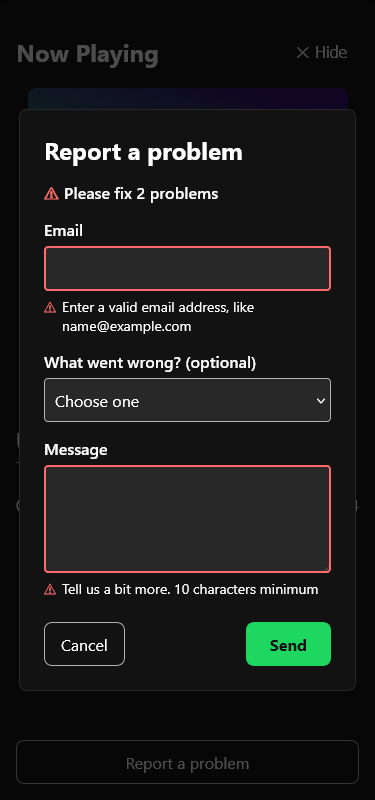 Now Playing
Hide
Report a problem
Please fix 2 problems
Email
Enter a valid email address, like
name@example.com
What went wrong? (optional)
Choose one
Message
Tell us a bit more. 10 characters minimum
Cancel
Send
Report a problem